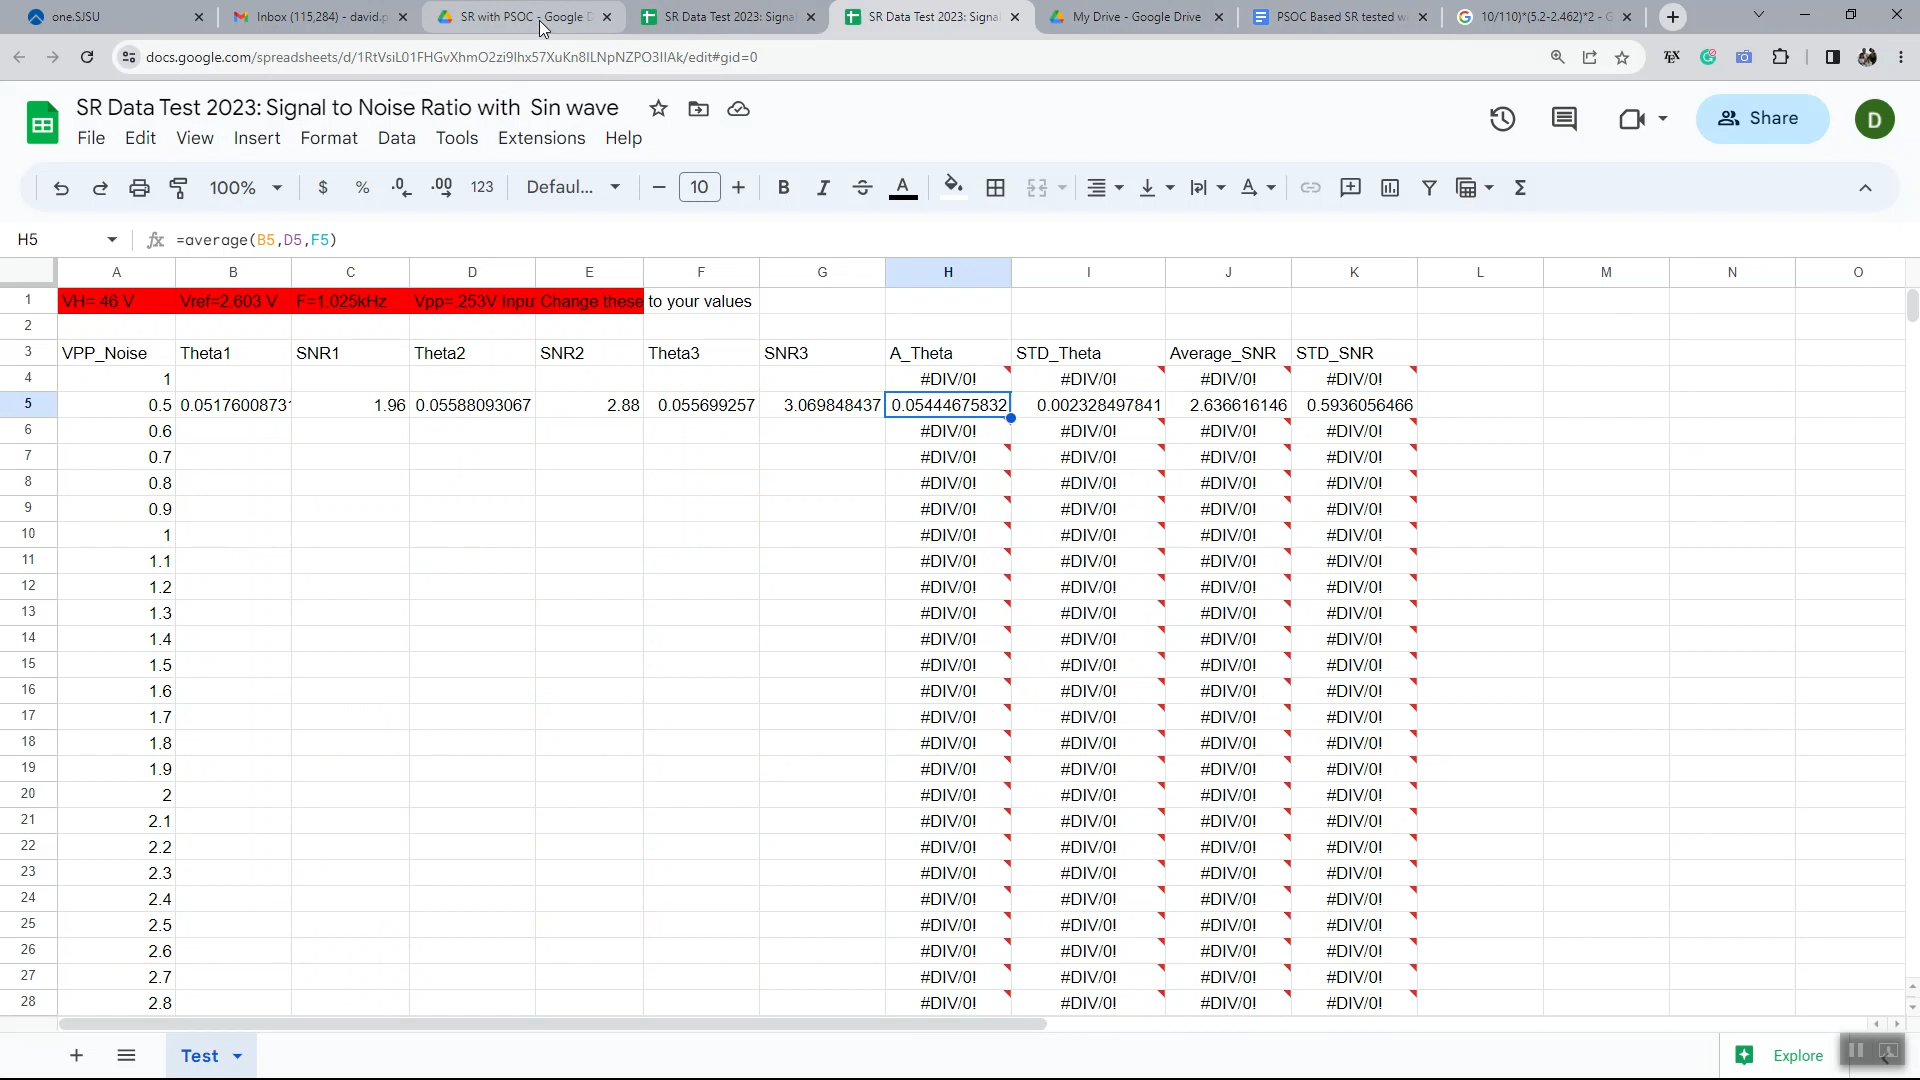 one.SJSU
Inbox (115,284) - david.p
SR with PSOC - Google D
SR Data Test 2023: Signal
SR Data Test 2023: Signal
My Drive - Google Drive
PSOC Based SR tested w
10/110)*(5.2-2.462)*2 - G
docs.google.com/spreadsheets/d/1RtVsiL01FHGvXhmO2zi9Ihx57XuKn8ILNpNZPO3IIAk/edit#gid=0
SR Data Test 2023: Signal to Noise Ratio with Sin wave
File Edit View Insert Format Data Tools Extensions Help
Share
D
100% $ % .0 .00 123 Defaul... 10 B I A
H5 fx =average(B5,D5,F5)
A B C D E F G H I J K L M N O
1 VH= 46 V Vref=2.603 V F=1.025kHz Vpp=.253V Inpu Change these to your values
2
3 VPP_Noise Theta1 SNR1 Theta2 SNR2 Theta3 SNR3 A_Theta STD_Theta Average_SNR STD_SNR
4 1 #DIV/0! #DIV/0! #DIV/0! #DIV/0!
5 0.5 0.0517600873 1.96 0.05588093067 2.88 0.055699257 3.069848437 0.05444675832 0.002328497841 2.636616146 0.5936056466
6 0.6 #DIV/0! #DIV/0! #DIV/0! #DIV/0!
7 0.7 #DIV/0! #DIV/0! #DIV/0! #DIV/0!
8 0.8 #DIV/0! #DIV/0! #DIV/0! #DIV/0!
9 0.9 #DIV/0! #DIV/0! #DIV/0! #DIV/0!
10 1 #DIV/0! #DIV/0! #DIV/0! #DIV/0!
11 1.1 #DIV/0! #DIV/0! #DIV/0! #DIV/0!
12 1.2 #DIV/0! #DIV/0! #DIV/0! #DIV/0!
13 1.3 #DIV/0! #DIV/0! #DIV/0! #DIV/0!
14 1.4 #DIV/0! #DIV/0! #DIV/0! #DIV/0!
15 1.5 #DIV/0! #DIV/0! #DIV/0! #DIV/0!
16 1.6 #DIV/0! #DIV/0! #DIV/0! #DIV/0!
17 1.7 #DIV/0! #DIV/0! #DIV/0! #DIV/0!
18 1.8 #DIV/0! #DIV/0! #DIV/0! #DIV/0!
19 1.9 #DIV/0! #DIV/0! #DIV/0! #DIV/0!
20 2 #DIV/0! #DIV/0! #DIV/0! #DIV/0!
21 2.1 #DIV/0! #DIV/0! #DIV/0! #DIV/0!
22 2.2 #DIV/0! #DIV/0! #DIV/0! #DIV/0!
23 2.3 #DIV/0! #DIV/0! #DIV/0! #DIV/0!
24 2.4 #DIV/0! #DIV/0! #DIV/0! #DIV/0!
25 2.5 #DIV/0! #DIV/0! #DIV/0! #DIV/0!
26 2.6 #DIV/0! #DIV/0! #DIV/0! #DIV/0!
27 2.7 #DIV/0! #DIV/0! #DIV/0! #DIV/0!
28 2.8 #DIV/0! #DIV/0! #DIV/0! #DIV/0!
Test
Explore